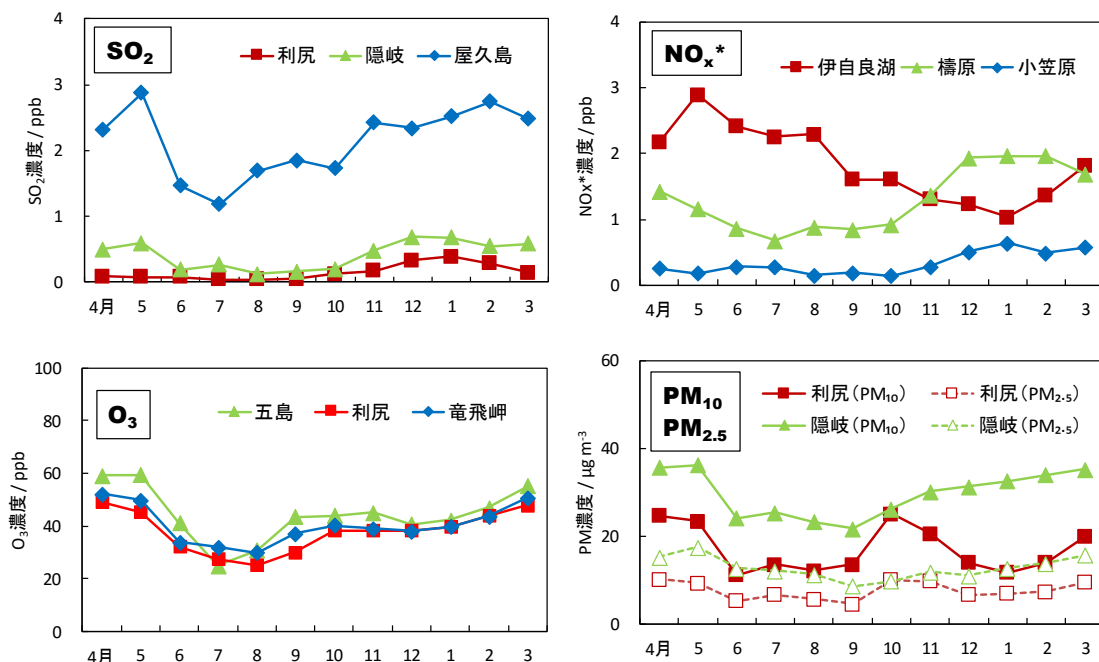 SO2
利尻 隠岐 屋久島
SO2濃度 / ppb
4
3
2
1
0
4月 5 6 7 8 9 10 11 12 1 2 3
NOx*
伊自良湖 檮原 小笠原
NOx*濃度 / ppb
4
3
2
1
0
4月 5 6 7 8 9 10 11 12 1 2 3
O3
五島 利尻 竜飛岬
O3濃度 / ppb
100
80
60
40
20
0
4月 5 6 7 8 9 10 11 12 1 2 3
PM10
PM2.5
利尻(PM10) 利尻(PM2.5)
隠岐(PM10) 隠岐(PM2.5)
PM濃度 / µg m-3
60
40
20
0
4月 5 6 7 8 9 10 11 12 1 2 3